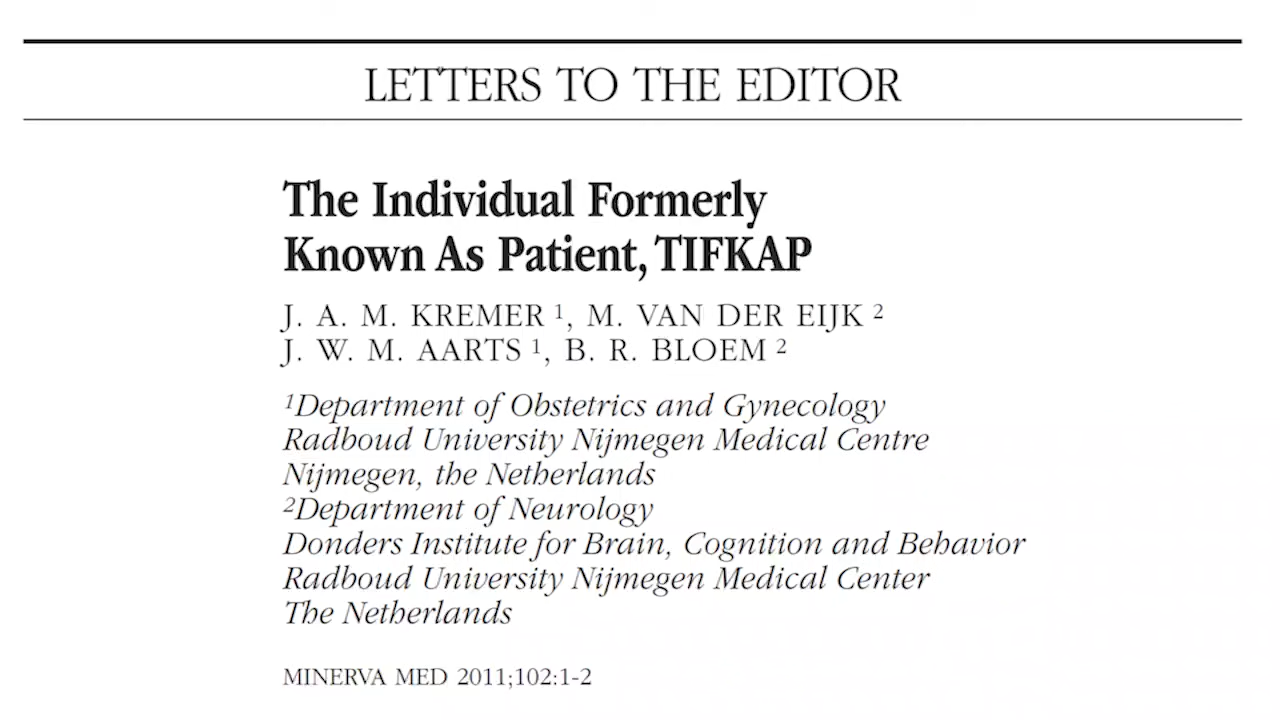 LETTERS TO THE EDITOR
The Individual Formerly
Known As Patient, TIFKAP
J. A. M. KREMER ¹, M. VAN DER EIJK ²
J. W. M. AARTS ¹, B. R. BLOEM ²
¹Department of Obstetrics and Gynecology
Radboud University Nijmegen Medical Centre
Nijmegen, the Netherlands
²Department of Neurology
Donders Institute for Brain, Cognition and Behavior
Radboud University Nijmegen Medical Center
The Netherlands
MINERVA MED 2011;102:1-2